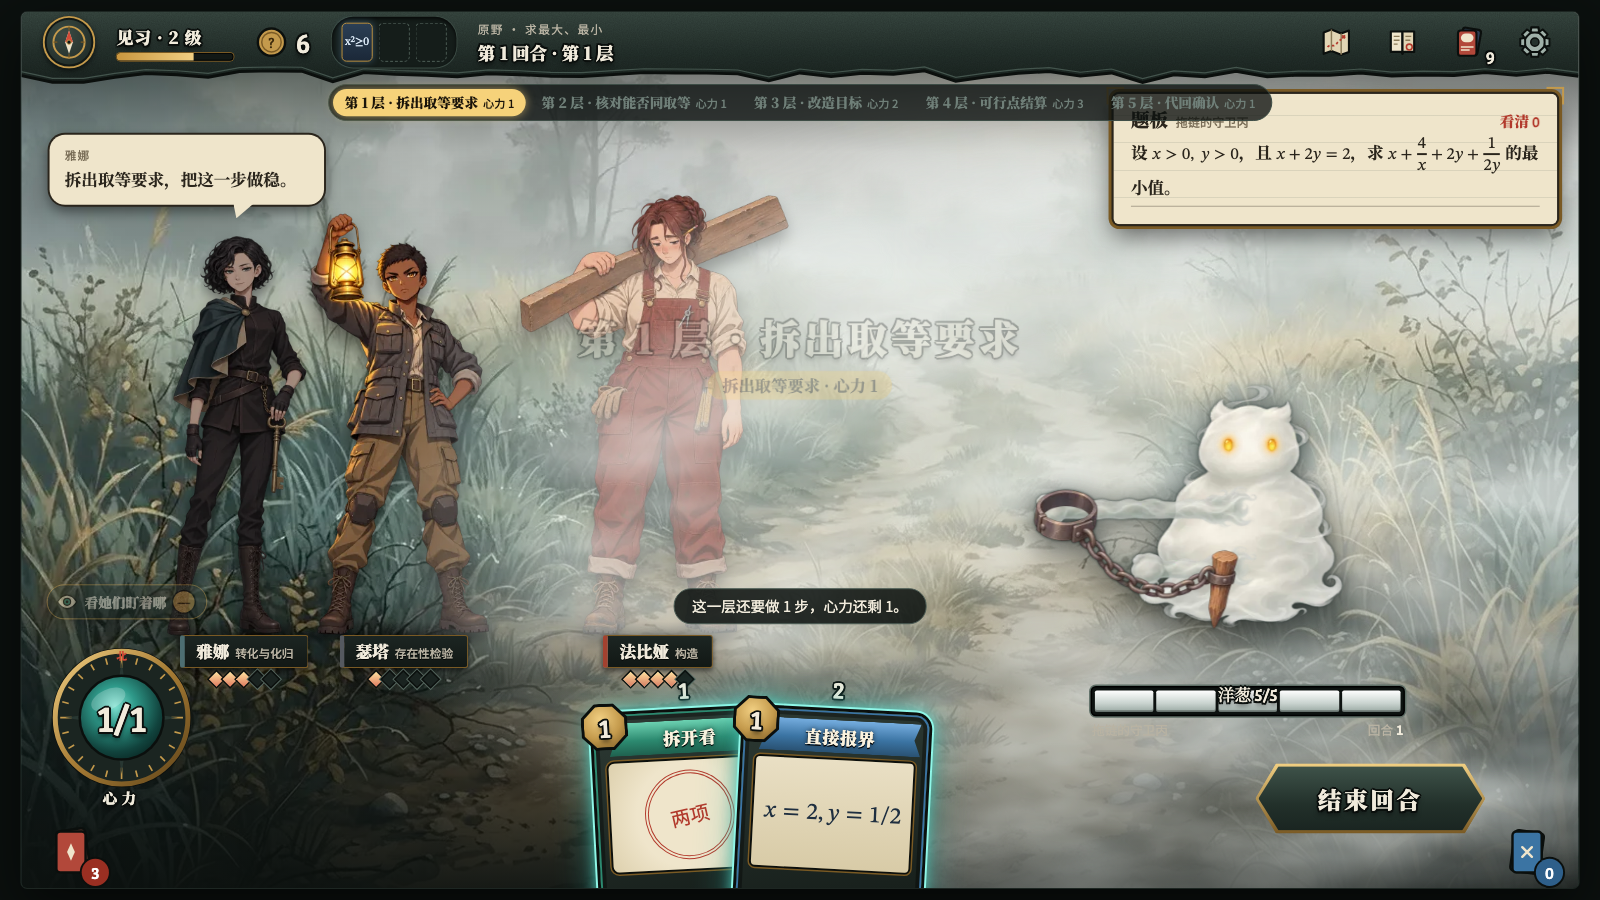 见习·2 级
? 6
x²≥0
原野 · 求最大、最小
第1回合·第1层
9
第1层·拆出取等要求 心力1
第2层·核对能否同取等 心力1
第3层·改造目标 心力2
第4层·可行点结算 心力3
第5层·代回确认 心力1
题板 拖链的守卫丙 看清 0
设 x > 0, y > 0，且 x + 2y = 2，求 x + 4/x + 2y + 1/2y 的最
小值。
雅娜
拆出取等要求，把这一步做稳。
第1层·拆出取等要求
拆出取等要求·心力1
看她们盯着哪
这一层还要做 1 步，心力还剩 1。
雅娜 转化与化归
瑟塔 存在性检验
法比娅 构造
1/1
心力
3
1
1 拆开看
两项
2
1 直接报界
x = 2, y = 1/2
洋葱5/5
回合 1
结束回合
0